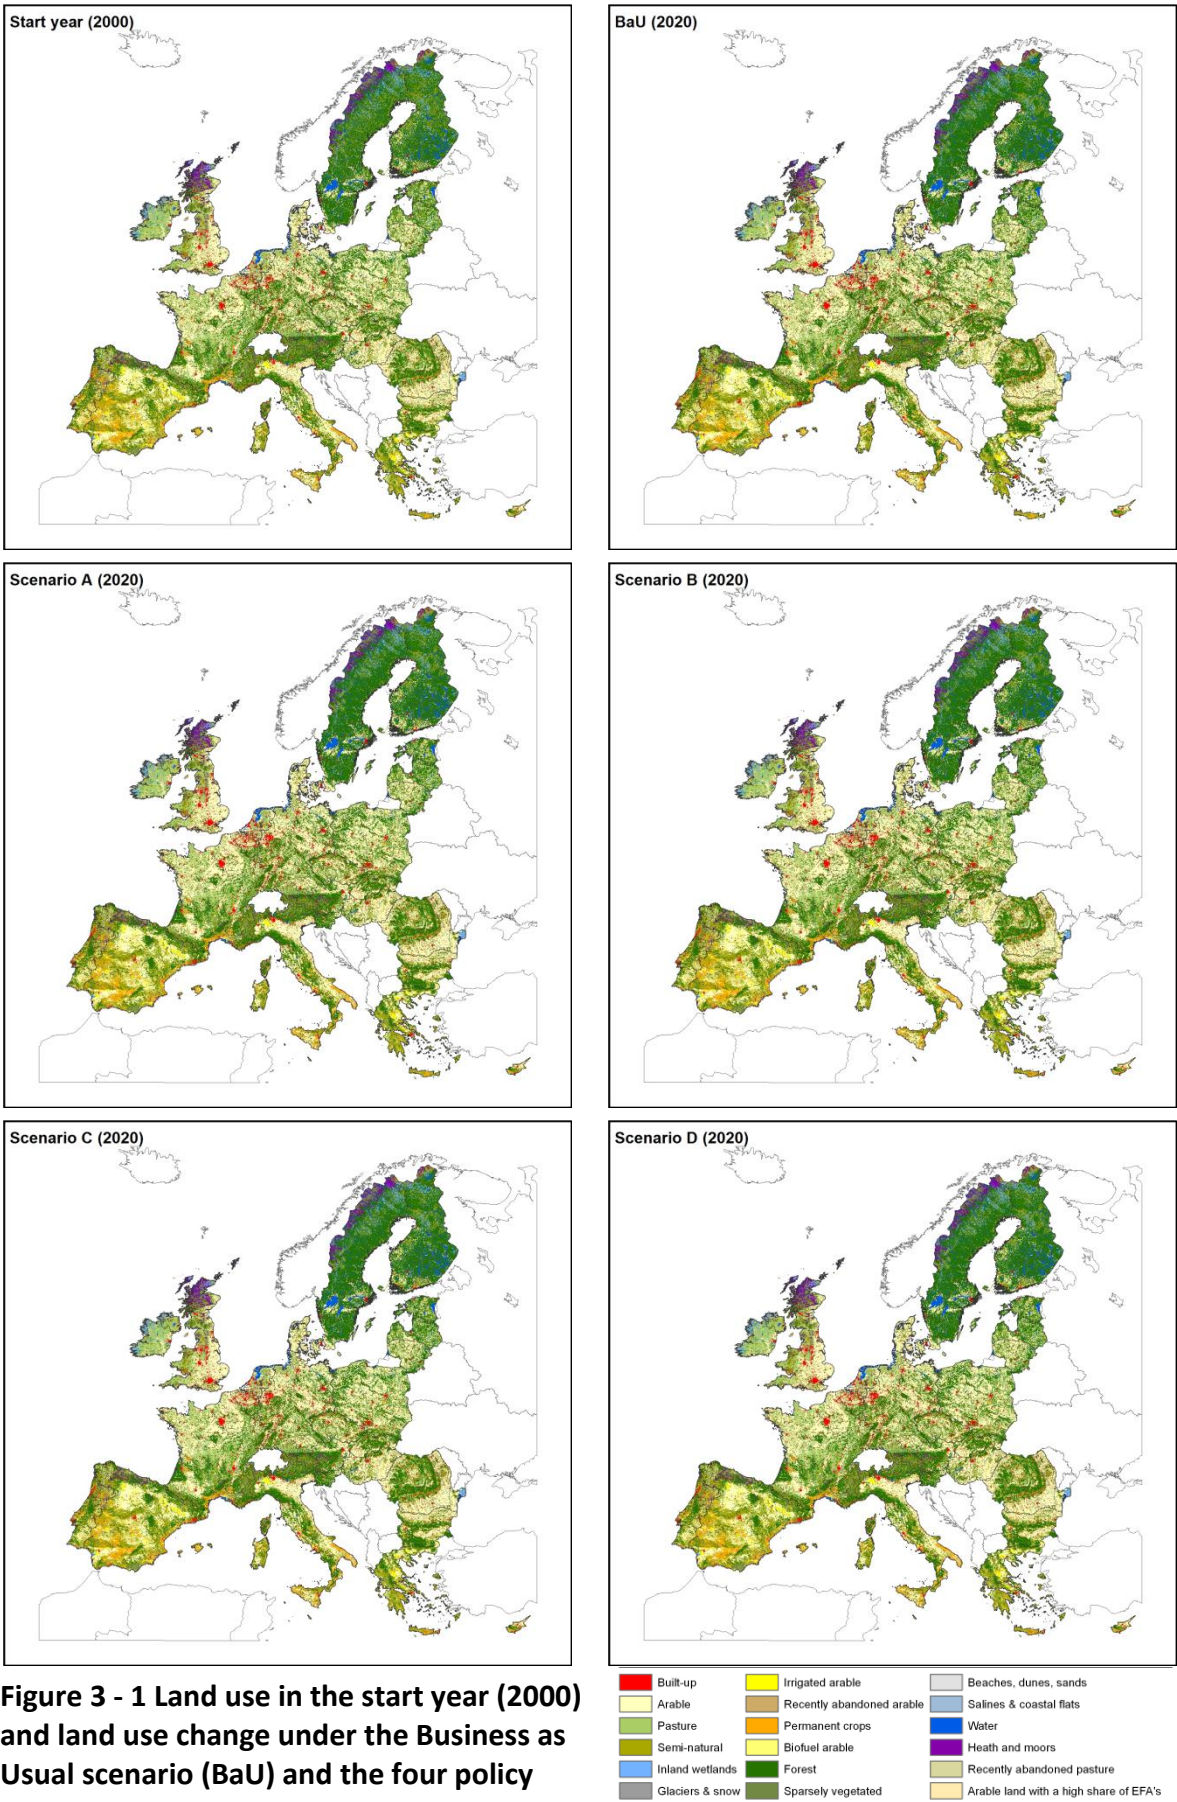 Start year (2000)
BaU (2020)
Scenario A (2020)
Scenario B (2020)
Scenario C (2020)
Scenario D (2020)
Figure 3 - 1 Land use in the start year (2000)
and land use change under the Business as
Usual scenario (BaU) and the four policy
Built-up
Arable
Pasture
Semi-natural
Inland wetlands
Glaciers & snow
Irrigated arable
Recently abandoned arable
Permanent crops
Biofuel arable
Forest
Sparsely vegetated
Beaches, dunes, sands
Salines & coastal flats
Water
Heath and moors
Recently abandoned pasture
Arable land with a high share of EFA's